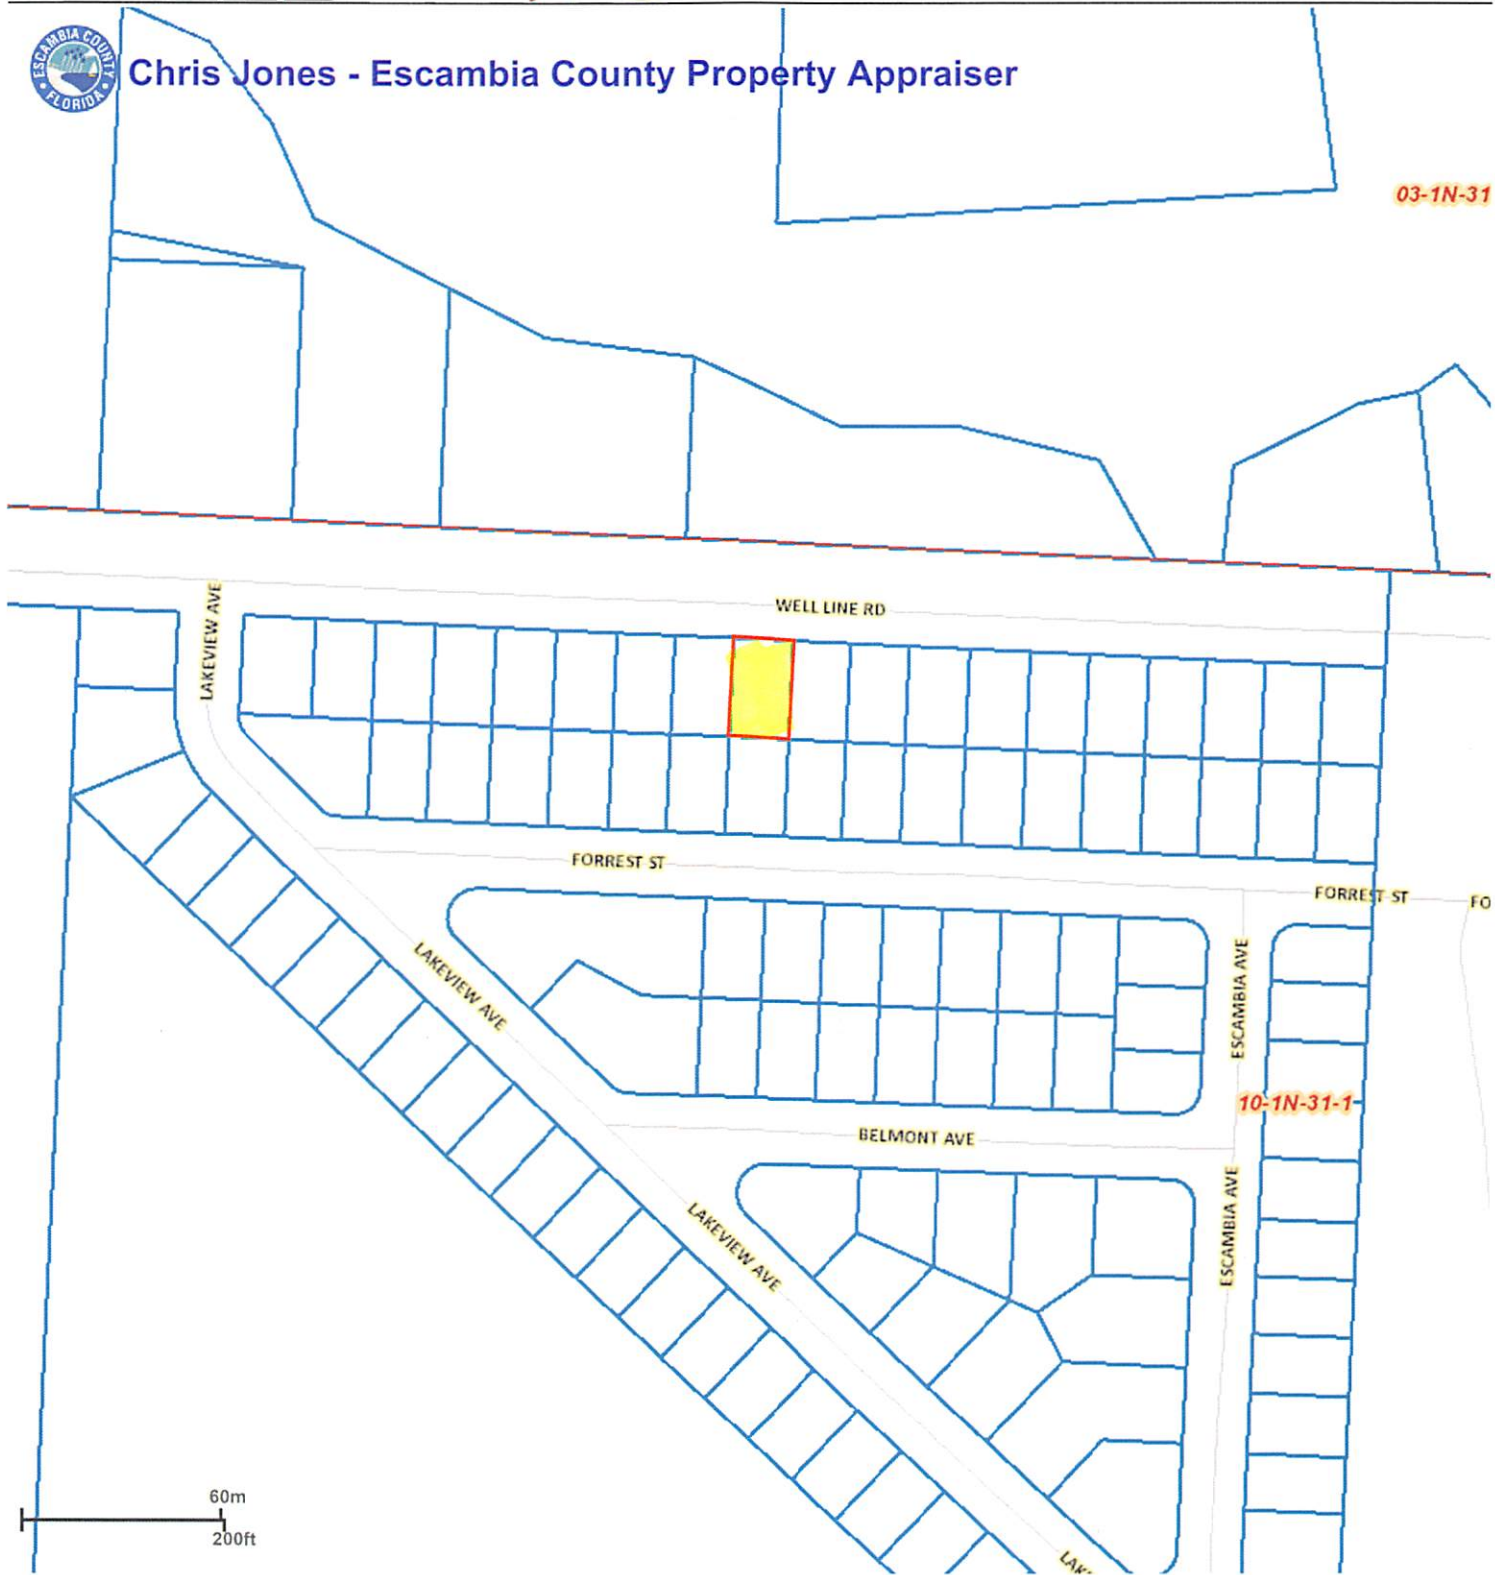 ESCAMBIA COUNTY
FLORIDA
Chris Jones - Escambia County Property Appraiser
03-1N-31
WELL LINE RD
LAKEVIEW AVE
FORREST ST
FORREST ST
FO
LAKEVIEW AVE
ESCAMBIA AVE
10-1N-31-1
BELMONT AVE
LAKEVIEW AVE
ESCAMBIA AVE
60m
200ft
LAK